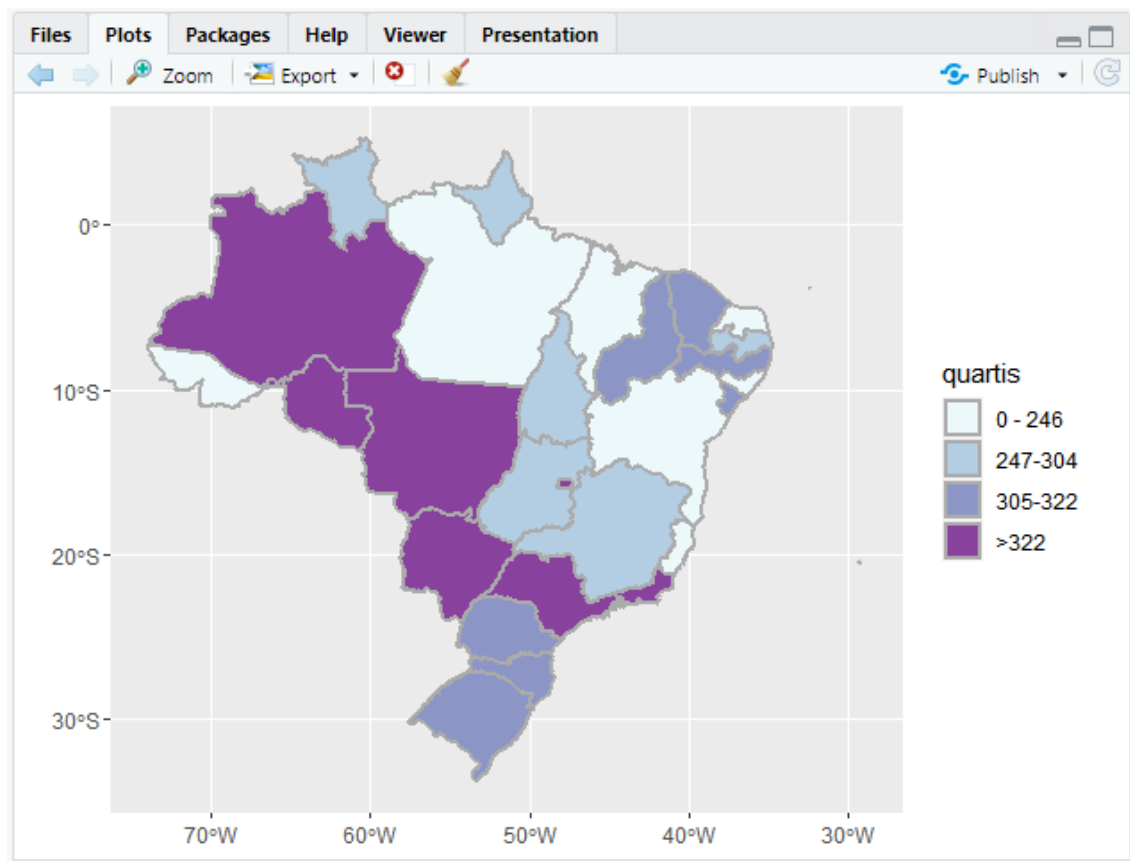 Files Plots Packages Help Viewer Presentation
Zoom Export Publish
0°
10°S
20°S
30°S
70°W 60°W 50°W 40°W 30°W
quartis
0 - 246
247-304
305-322
>322